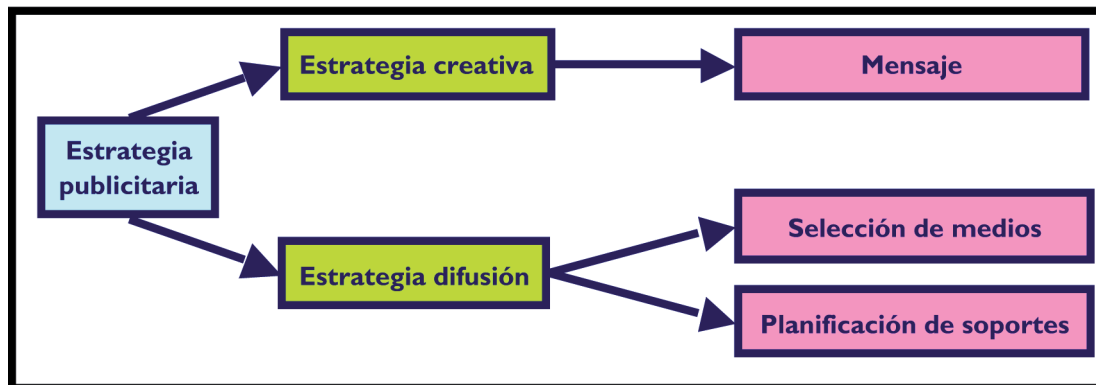 Estrategia creativa
Mensaje
Estrategia
publicitaria
Selección de medios
Estrategia difusión
Planificación de soportes